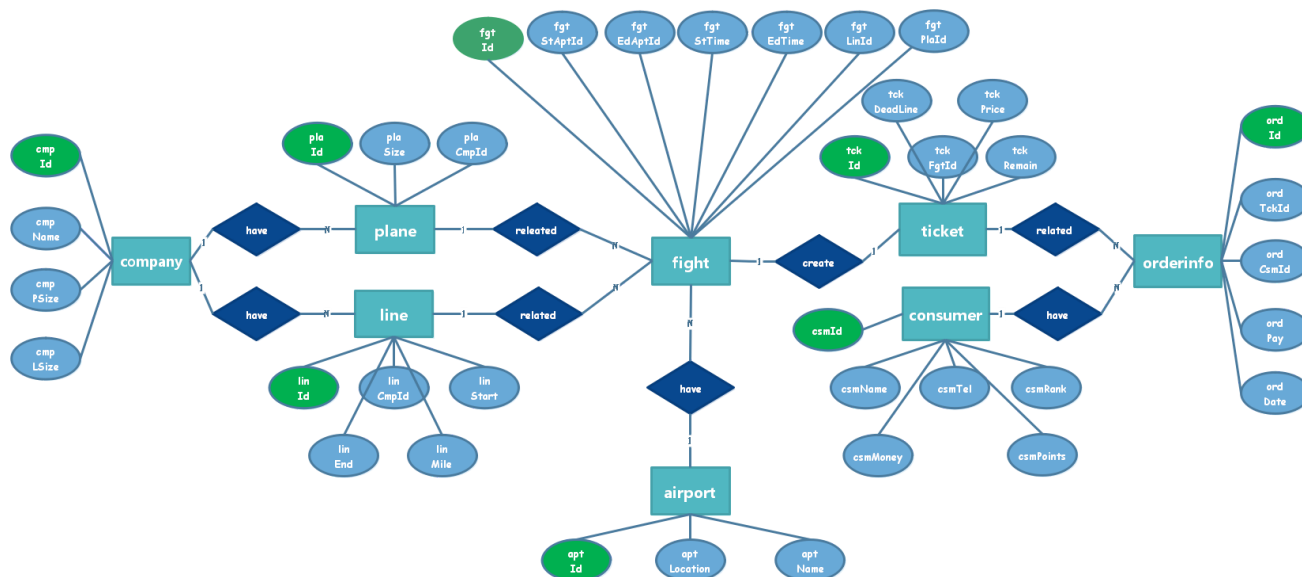 fgt
Id
fgt
StAptId
fgt
EdAptId
fgt
StTime
fgt
EdTime
fgt
LinId
fgt
PlaId
cmp
Id
cmp
Name
cmp
PSize
cmp
LSize
company
1
have
N
1
have
N
pla
Id
pla
Size
pla
CmpId
plane
1
releated
N
line
1
related
N
lin
Id
lin
CmpId
lin
Start
lin
End
lin
Mile
fight
1
create
1
N
have
1
airport
apt
Id
apt
Location
apt
Name
tck
DeadLine
tck
Price
tck
Id
tck
FgtId
tck
Remain
ticket
1
related
N
consumer
1
have
N
csmId
csmName
csmTel
csmRank
csmMoney
csmPoints
orderinfo
ord
Id
ord
TckId
ord
CsmId
ord
Pay
ord
Date